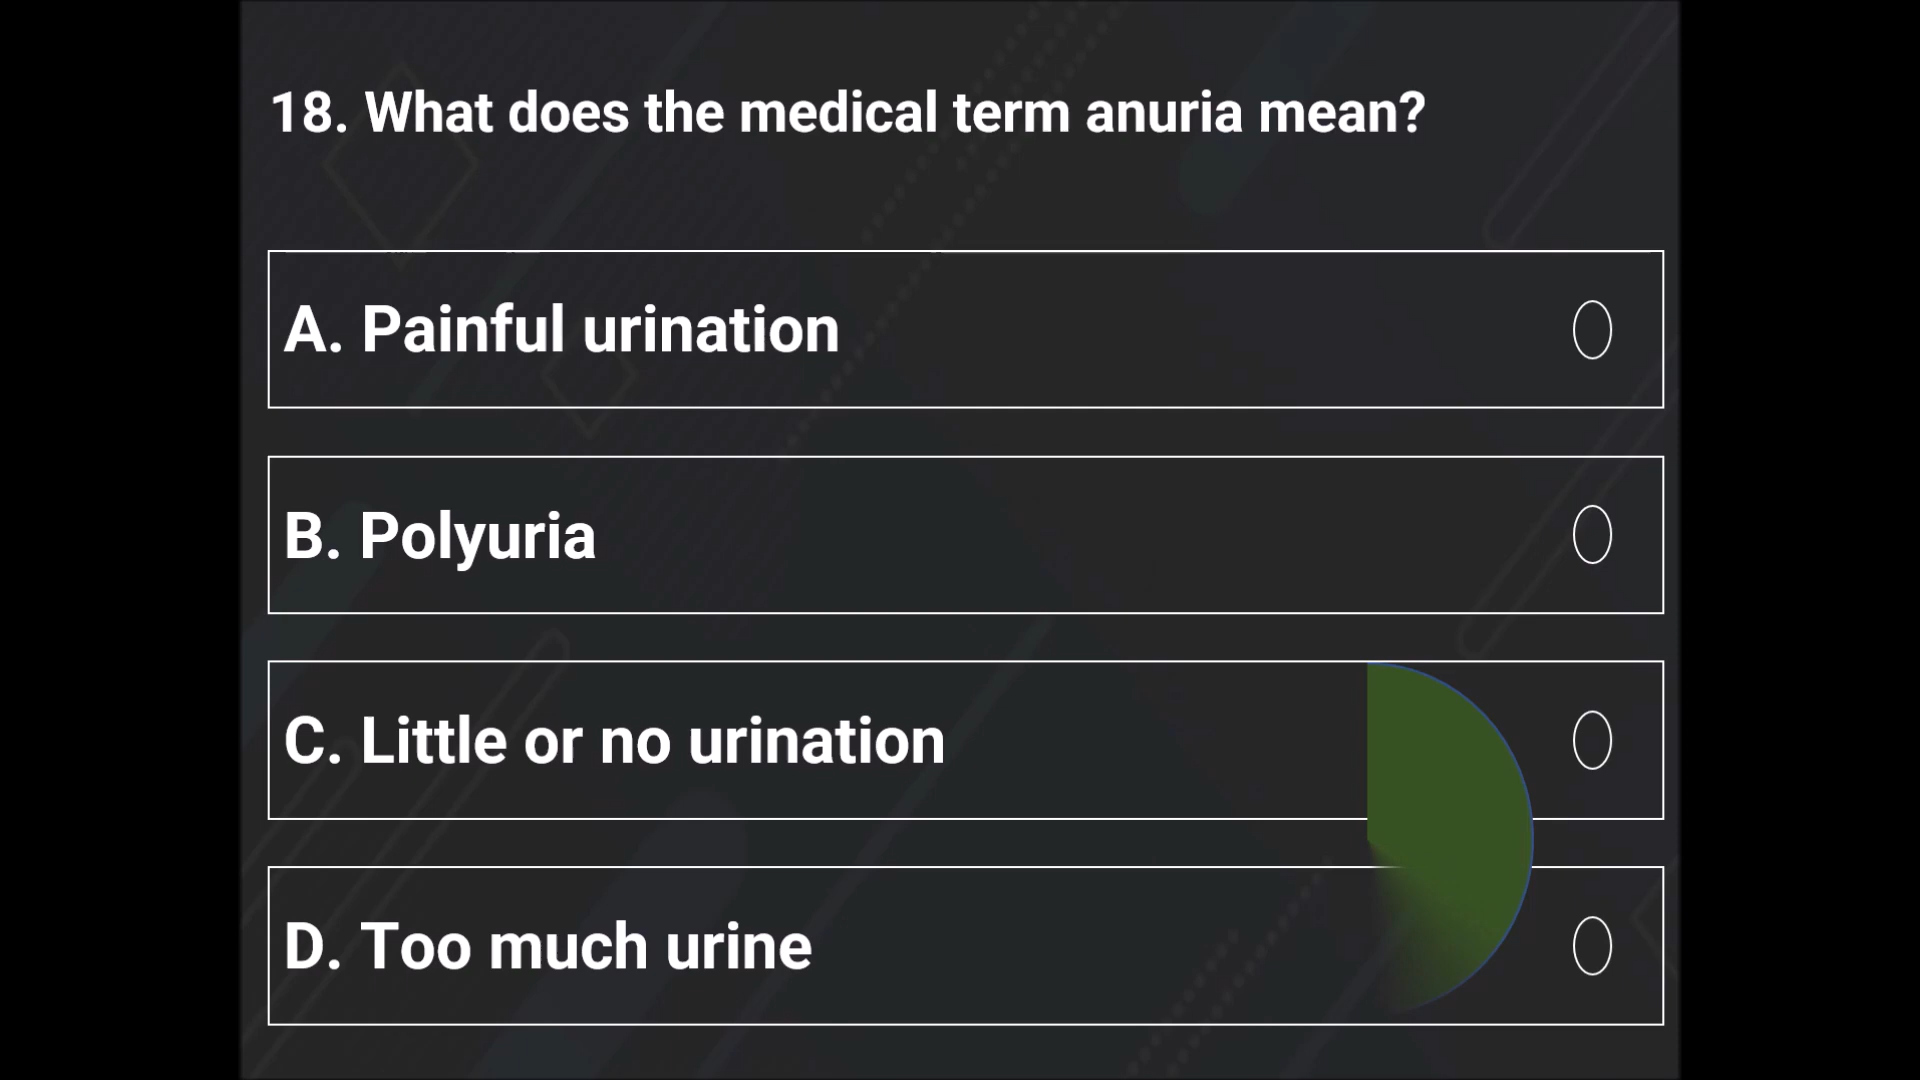 18. What does the medical term anuria mean?
A. Painful urination
B. Polyuria
C. Little or no urination
D. Too much urine